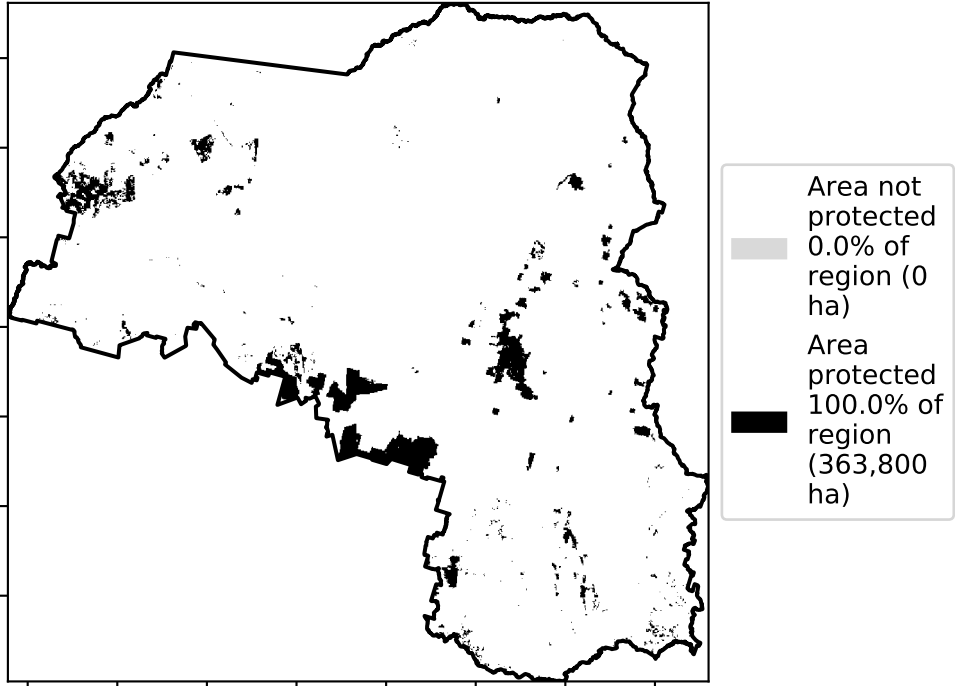 Area not
protected
0.0% of
region (0
ha)
Area
protected
100.0% of
region
(363,800
ha)